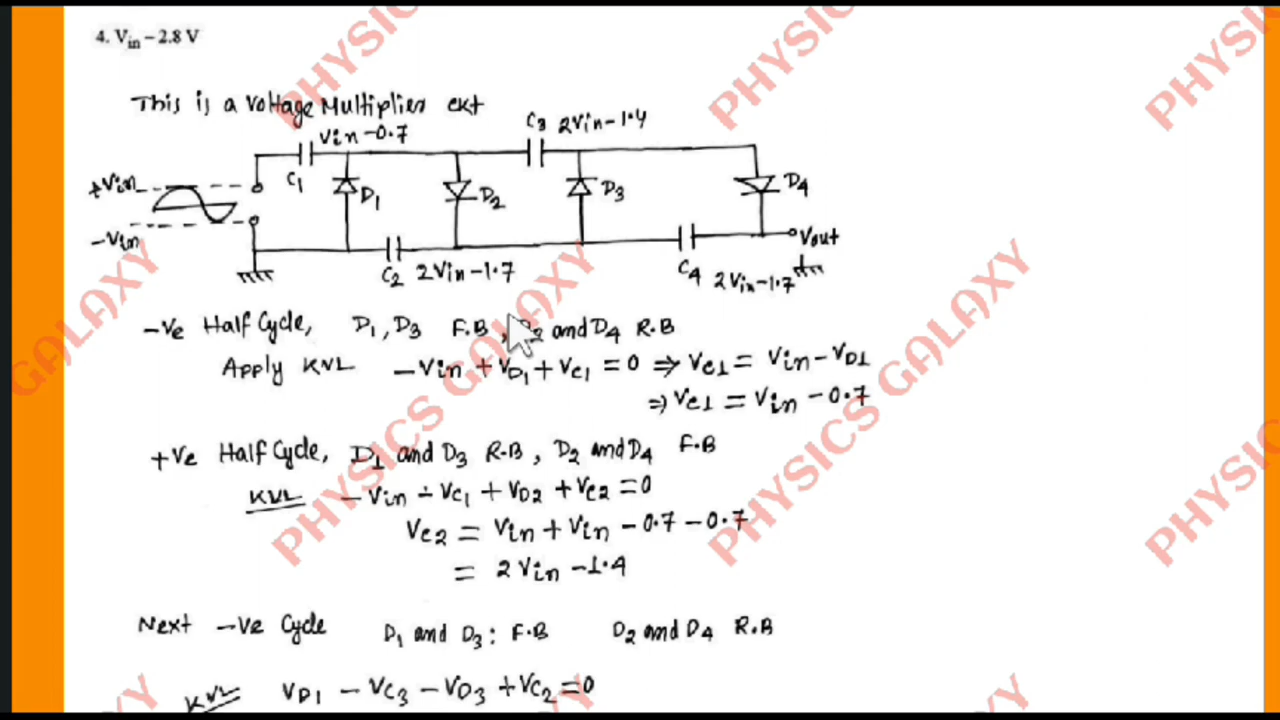 4. Vin – 2.8 V
This is a Voltage Multiplier ckt
C3 2Vin-1.4
Vin-0.7
C1
+Vin
D1
D2
D3
D4
-Vin
Vout
C2 2Vin-1.7
C4 2Vin-1.7
-Ve Half Cycle, D1, D3 F.B, and D4 R.B
Apply KVL -Vin + VD1 + VC1 = 0 ⇒ VC1 = Vin - VD1
⇒ VC1 = Vin - 0.7
+Ve Half Cycle, D1 and D3 R.B, D2 and D4 F.B
KVL - Vin - VC1 + VD2 + VC2 = 0
VC2 = Vin + Vin - 0.7 - 0.7
= 2Vin - 1.4
Next -Ve Cycle D1 and D3 : F.B D2 and D4 R.B
KVL VD1 - VC3 - VD3 + VC2 = 0
PHYSICS GALAXY
PHYSICS GALAXY